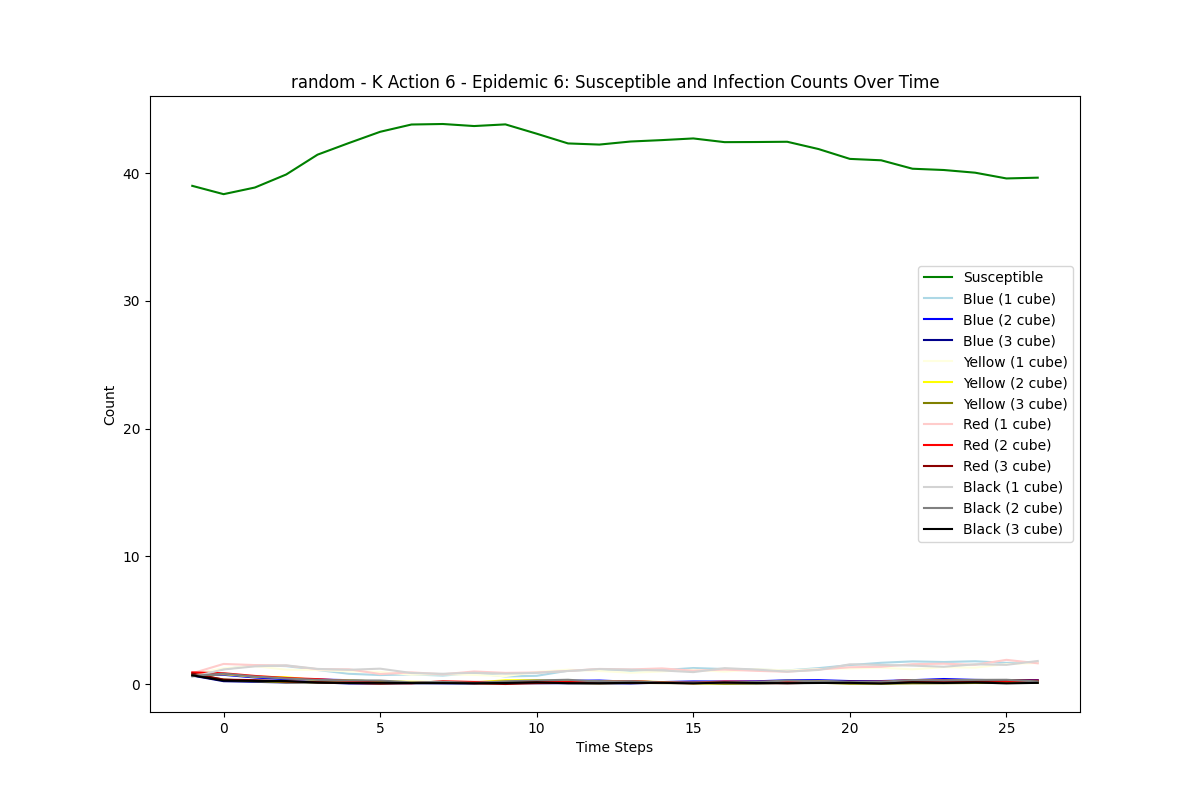 random - K Action 6 - Epidemic 6: Susceptible and Infection Counts Over Time
Count
40
30
20
10
0
Susceptible
Blue (1 cube)
Blue (2 cube)
Blue (3 cube)
Yellow (1 cube)
Yellow (2 cube)
Yellow (3 cube)
Red (1 cube)
Red (2 cube)
Red (3 cube)
Black (1 cube)
Black (2 cube)
Black (3 cube)
0 5 10 15 20 25
Time Steps